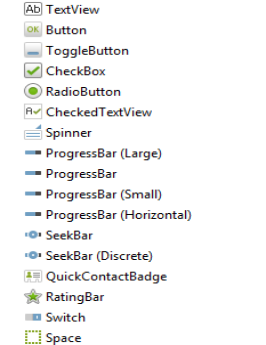 Ab TextView
OK Button
ToggleButton
CheckBox
RadioButton
A CheckedTextView
Spinner
ProgressBar (Large)
ProgressBar
ProgressBar (Small)
ProgressBar (Horizontal)
SeekBar
SeekBar (Discrete)
QuickContactBadge
RatingBar
Switch
Space